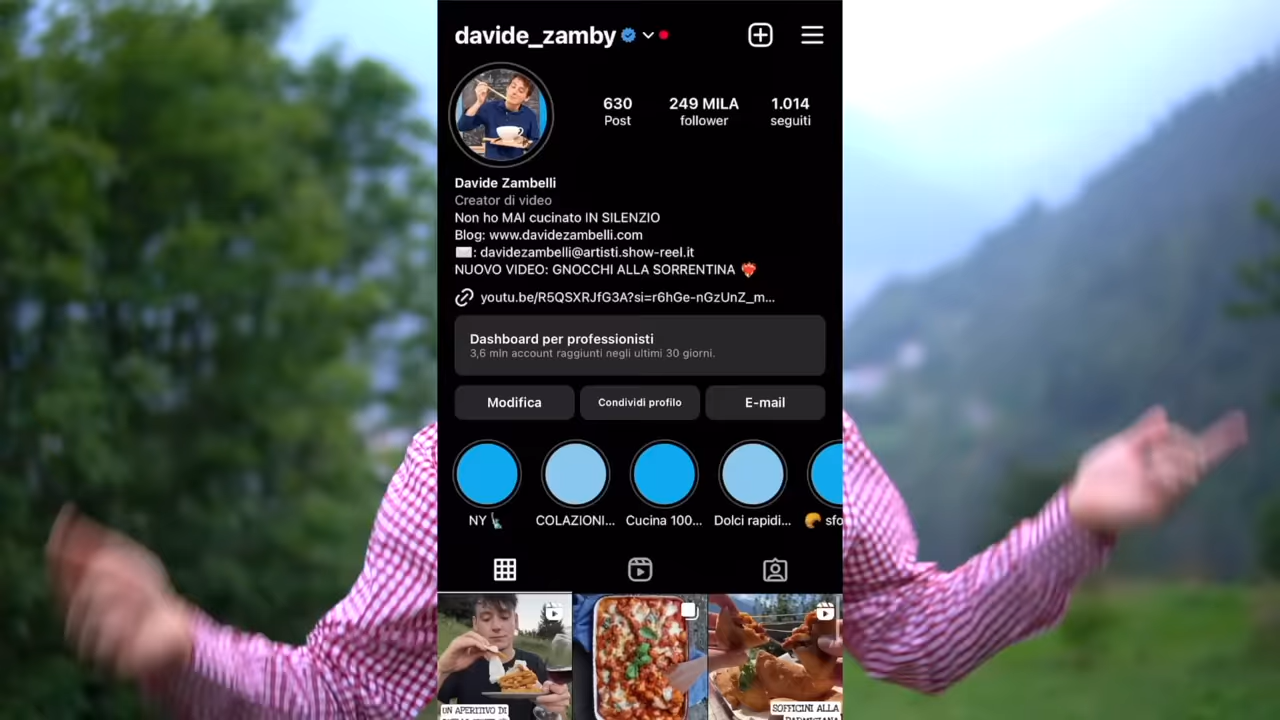 davide_zamby
630
Post
249 MILA
follower
1.014
seguiti
Davide Zambelli
Creator di video
Non ho MAI cucinato IN SILENZIO
Blog: www.davidezambelli.com
: davidezambelli@artisti.show-reel.it
NUOVO VIDEO: GNOCCHI ALLA SORRENTINA ❤️‍🔥
youtu.be/R5QSXRJfG3A?si=r6hGe-nGzUnZ_m...
Dashboard per professionisti
3,6 mln account raggiunti negli ultimi 30 giorni.
Modifica
Condividi profilo
E-mail
NY 🗽
COLAZIONI...
Cucina 100...
Dolci rapidi...
🥐 sfo
UN APERITIVO DI
SOFFICINI ALLA
PARMIGIANA